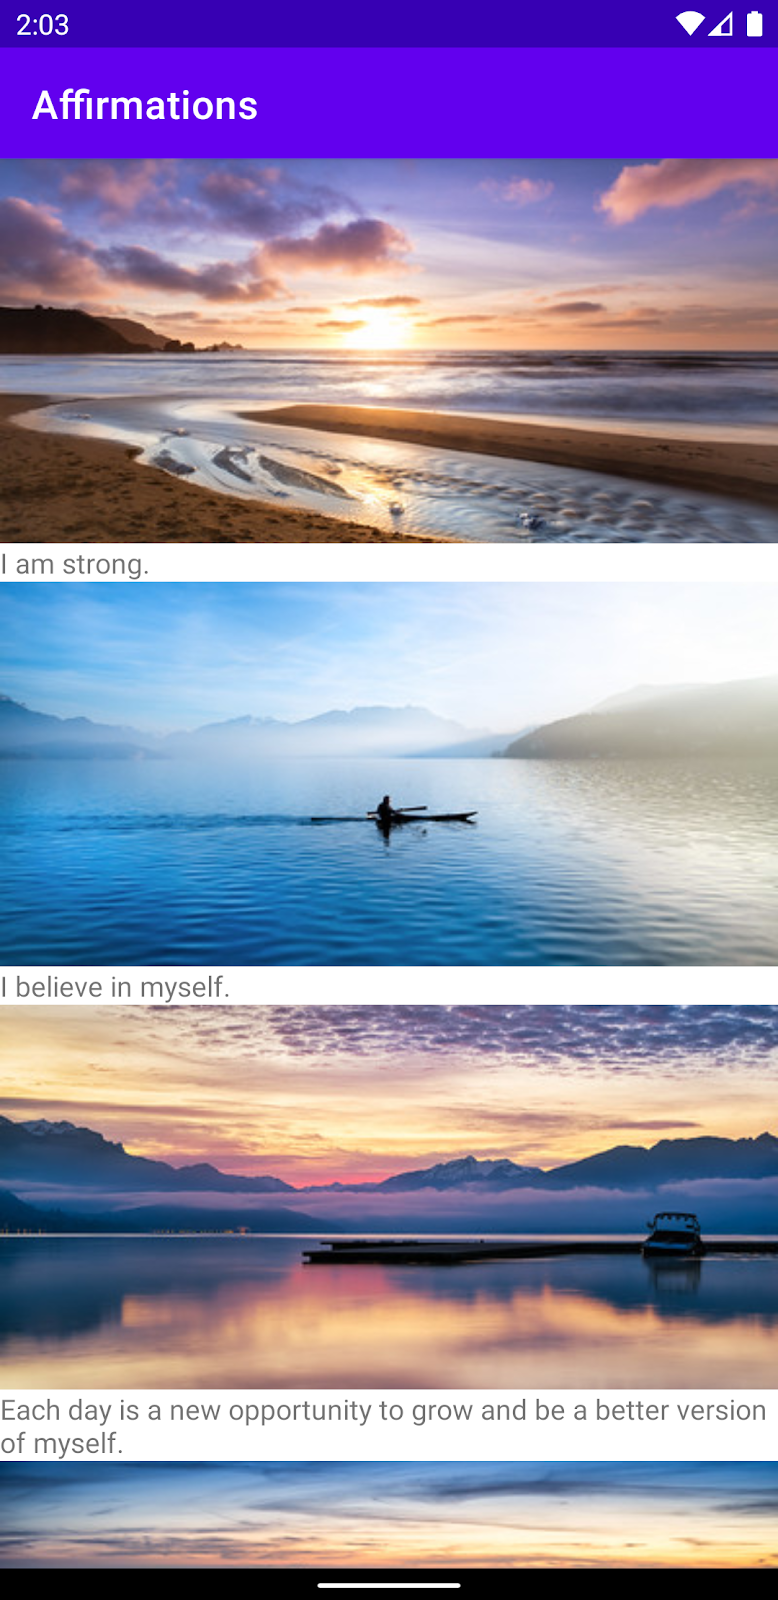 2:03
Affirmations
I am strong.
I believe in myself.
Each day is a new opportunity to grow and be a better version
of myself.